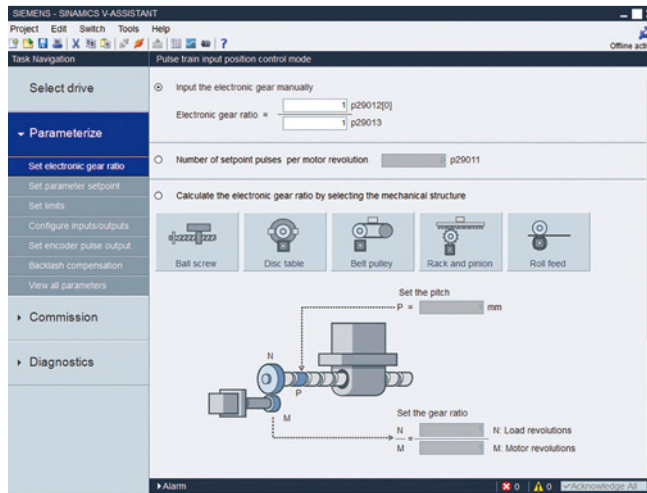 SIEMENS - SINAMICS V-ASSISTANT
Project Edit Switch Tools Help
?
Offline acti
Task Navigation
Pulse train input position control mode
Select drive
Parameterize
Set electronic gear ratio
Set parameter setpoint
Set limits
Configure inputs/outputs
Set encoder pulse output
Backlash compensation
View all parameters
Commission
Diagnostics
Input the electronic gear manually
1 p29012[0]
Electronic gear ratio =
1 p29013
Number of setpoint pulses per motor revolution p29011
Calculate the electronic gear ratio by selecting the mechanical structure
Ball screw Disc table Belt pulley Rack and pinion Roll feed
Set the pitch
P = 1 mm
N
P
M
Set the gear ratio
N 1 N: Load revolutions
=
M 1 M: Motor revolutions
Alarm 0 0 Acknowledge All